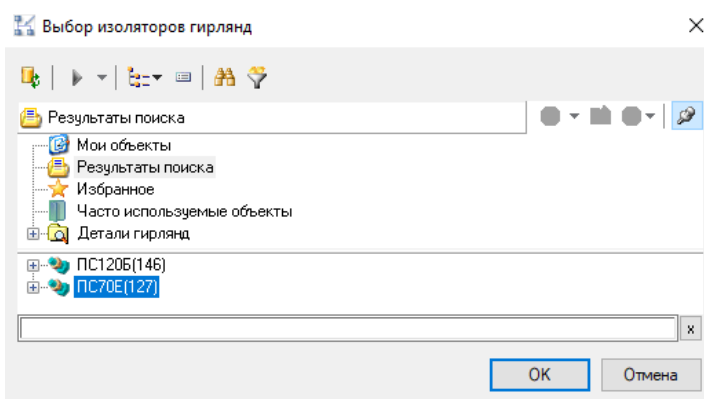 Выбор изоляторов гирлянд
Результаты поиска
Мои объекты
Результаты поиска
Избранное
Часто используемые объекты
Детали гирлянд
ПС120Б(146)
ПС70Е(127)
x
OK
Отмена